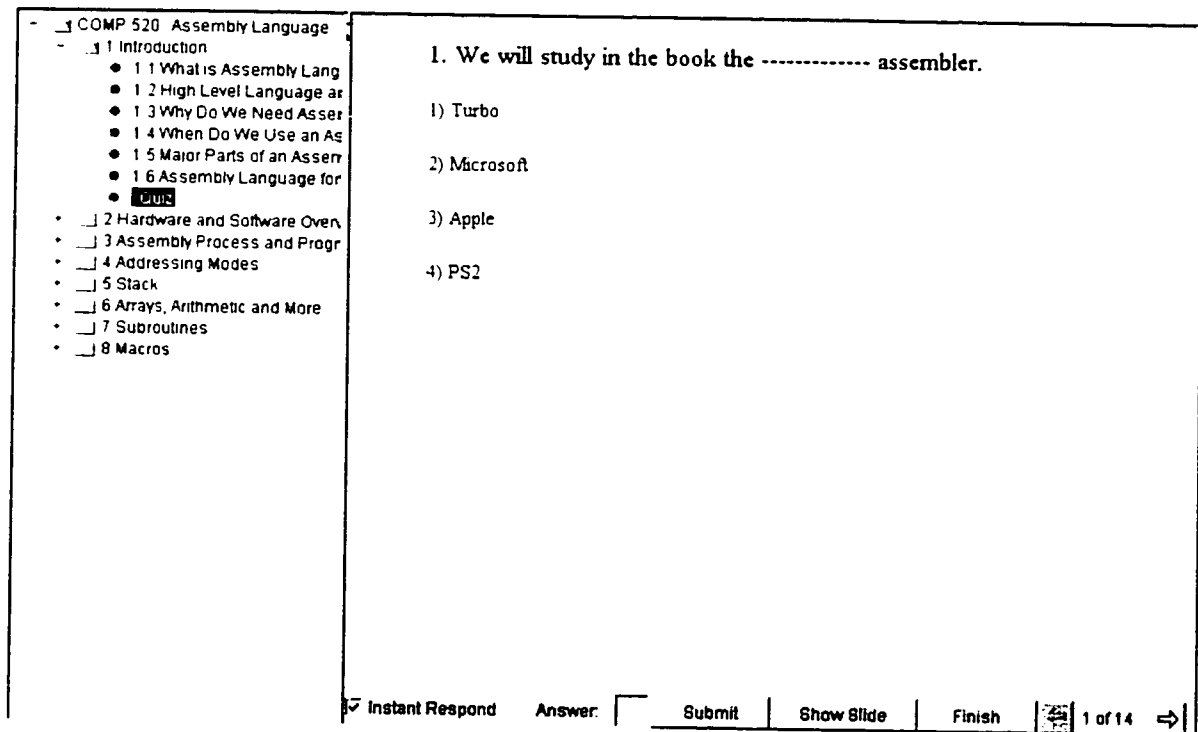 COMP 520 Assembly Language
1 Introduction
1 1 What is Assembly Lang
1 2 High Level Language ar
1 3 Why Do We Need Asser
1 4 When Do We Use an As
1 5 Major Parts of an Assem
1 6 Assembly Language for
Quiz
2 Hardware and Software Overv
3 Assembly Process and Progr
4 Addressing Modes
5 Stack
6 Arrays, Arithmetic and More
7 Subroutines
8 Macros
1. We will study in the book the ------------- assembler.
1) Turbo
2) Microsoft
3) Apple
4) PS2
Instant Respond Answer: Submit Show Slide Finish 1 of 14